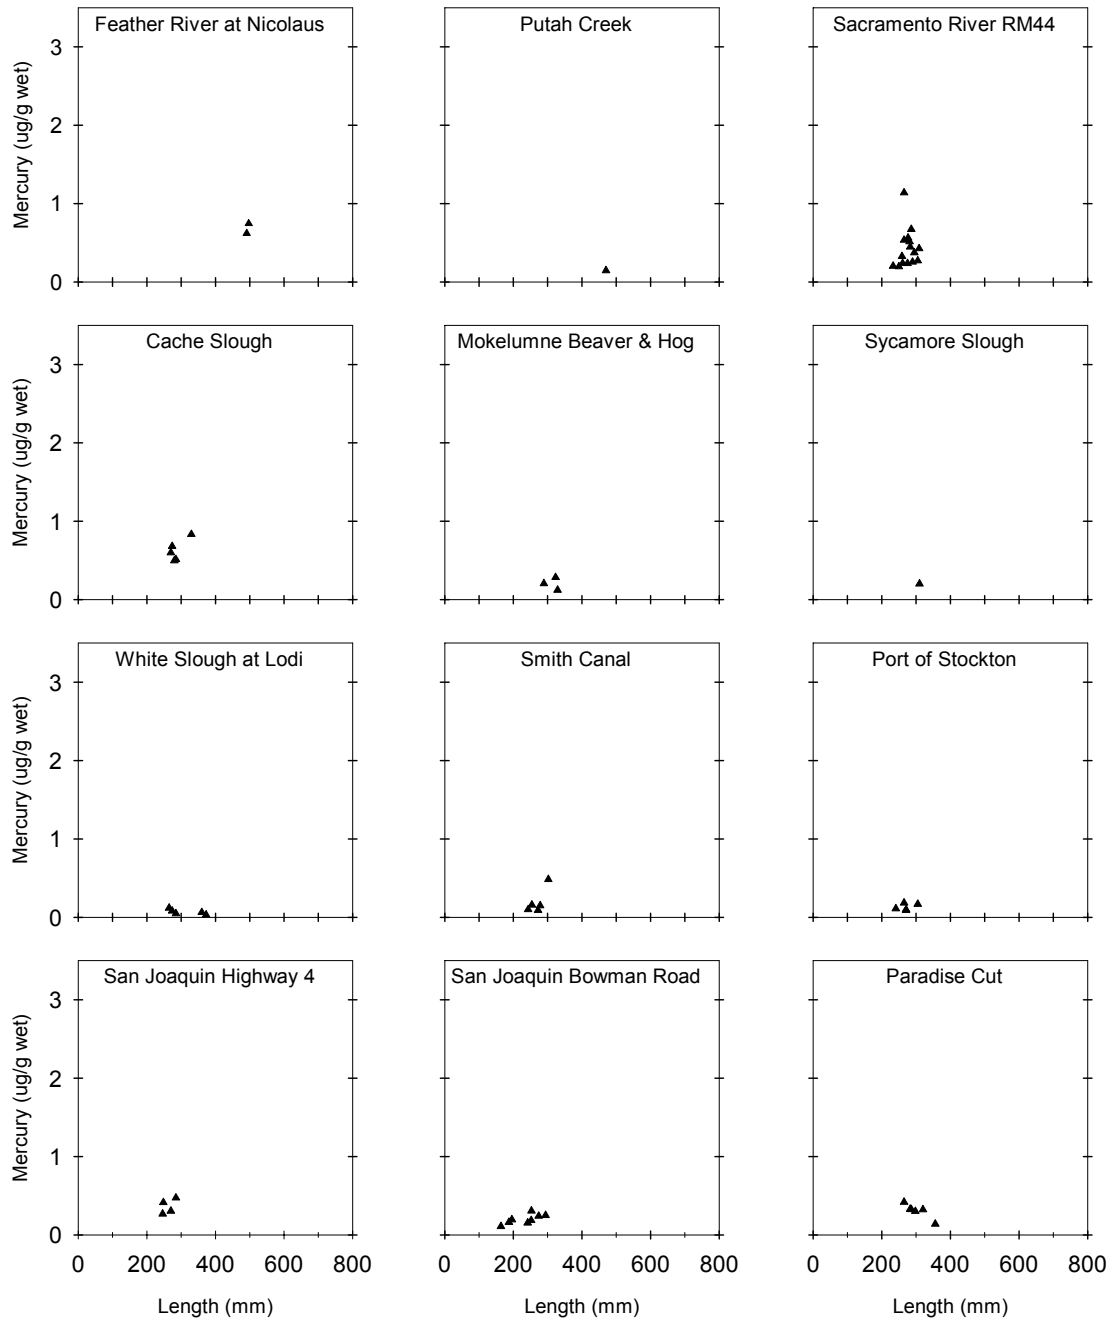 Feather River at Nicolaus
Putah Creek
Sacramento River RM44
Mercury (ug/g wet)
3
2
1
0
Cache Slough
Mokelumne Beaver & Hog
Sycamore Slough
Mercury (ug/g wet)
3
2
1
0
White Slough at Lodi
Smith Canal
Port of Stockton
Mercury (ug/g wet)
3
2
1
0
San Joaquin Highway 4
San Joaquin Bowman Road
Paradise Cut
Mercury (ug/g wet)
3
2
1
0
0 200 400 600 800
0 200 400 600 800
0 200 400 600 800
Length (mm)
Length (mm)
Length (mm)